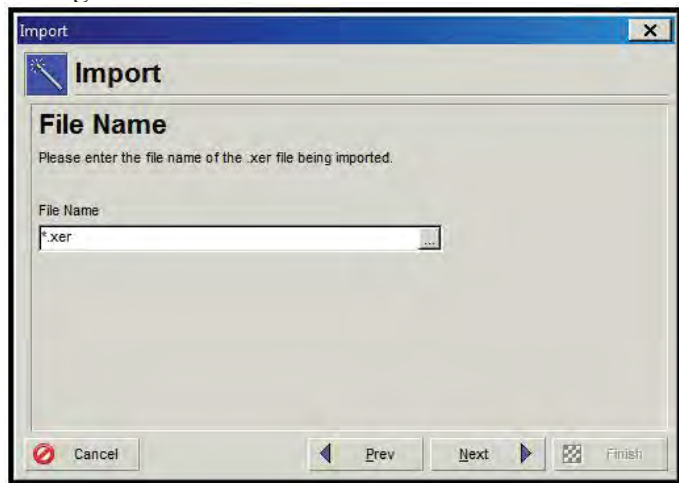 Import
Import
File Name
Please enter the file name of the .xer file being imported.
File Name
*.xer
...
Cancel
Prev
Next
Finish